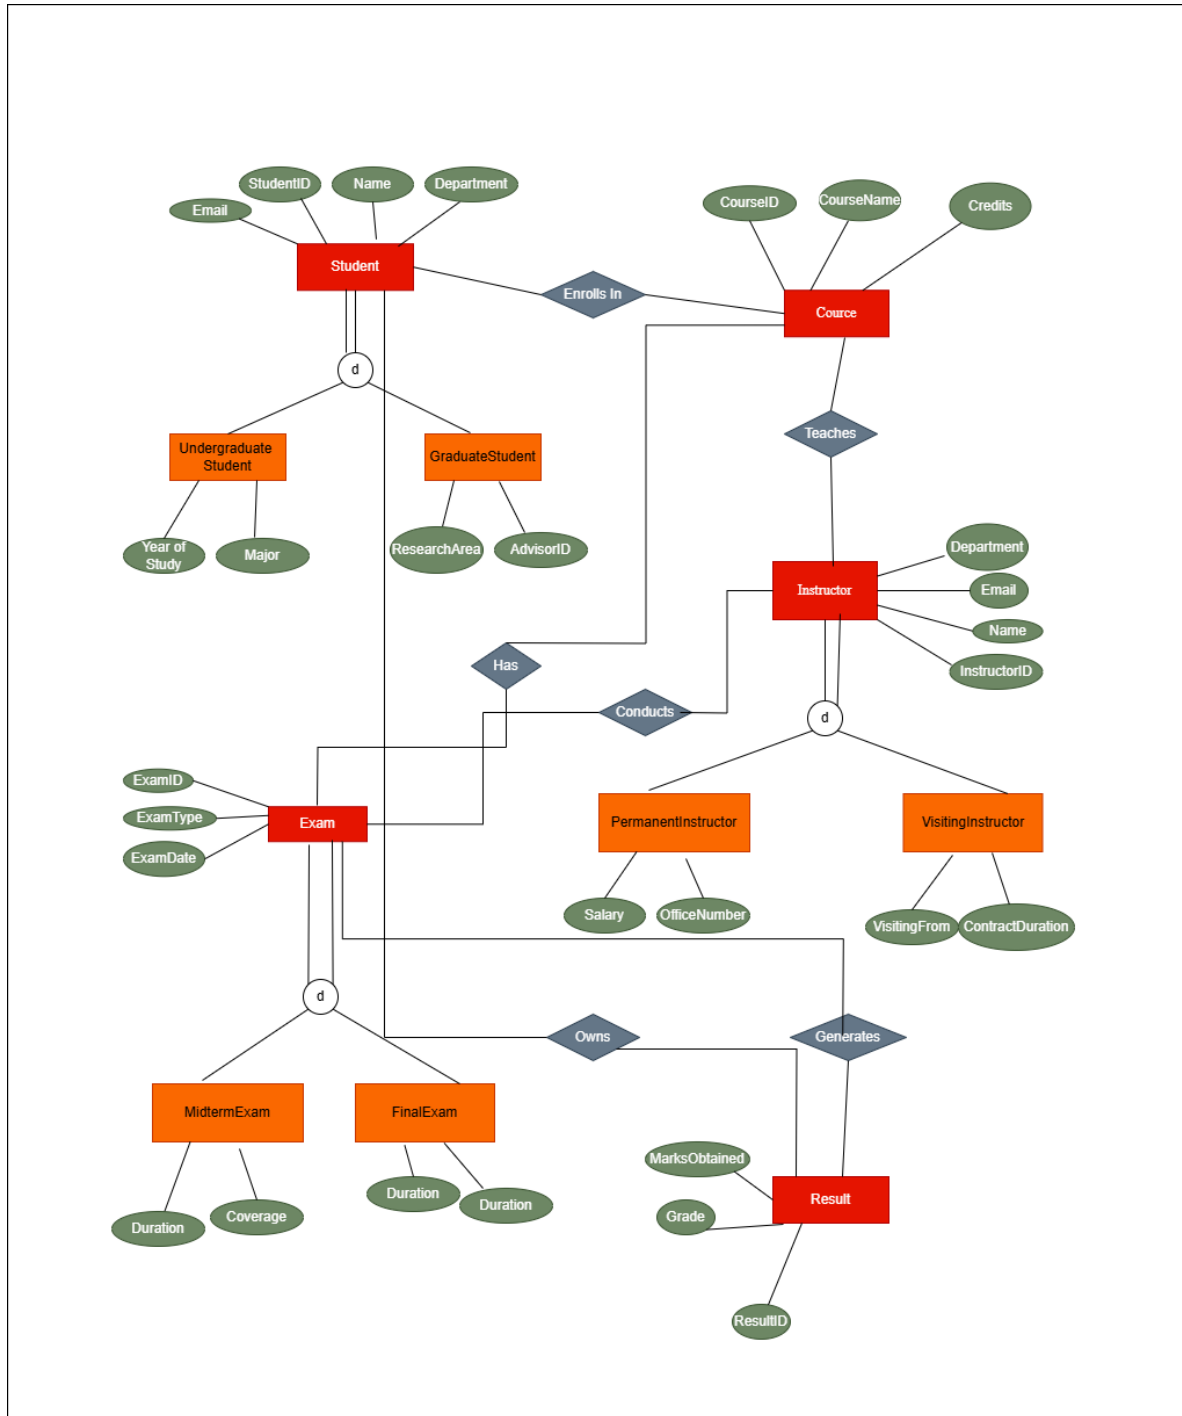 StudentID
Name
Department
Email
Student
CourseID
CourseName
Credits
Enrolls In
Cource
d
Teaches
Undergraduate
Student
GraduateStudent
Year of
Study
Major
ResearchArea
AdvisorID
Department
Instructor
Email
Name
InstructorID
Has
Conducts
d
ExamID
ExamType
ExamDate
Exam
PermanentInstructor
VisitingInstructor
Salary
OfficeNumber
VisitingFrom
ContractDuration
d
Owns
Generates
MidtermExam
FinalExam
Duration
Coverage
Duration
Duration
MarksObtained
Grade
Result
ResultID